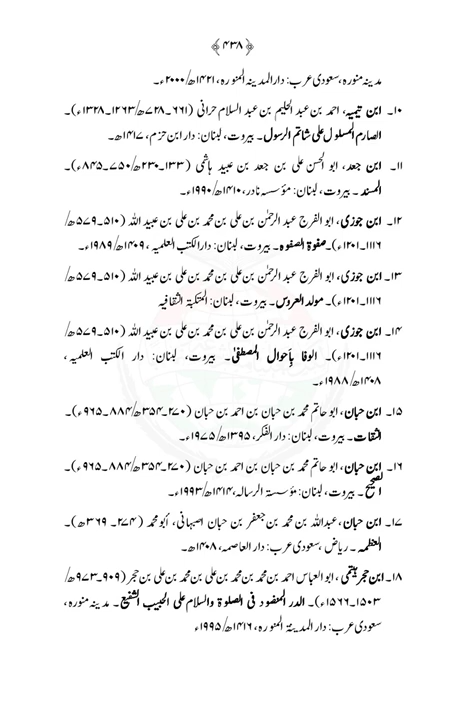 ﴿۴۳۸﴾
مدینہ منورہ، سعودی عرب: دارالمدینہ المنورہ، ۱۴۲۱ھ/۲۰۰۰ء۔
۱۰۔ ابن تیمیہ، احمد بن عبد الحلیم بن عبد السلام حرانی (۶۶۱۔۷۲۸ھ/۱۲۶۳۔۱۳۲۸ء)۔
الصارم المسلول علی شاتم الرسول۔ بیروت، لبنان: دار ابن حزم، ۱۴۱۷ھ۔
۱۱۔ ابن جعد، ابو الحسن علی بن جعد بن عبید ہاشمی (۱۳۳۔۲۳۰ھ/۷۵۰۔۸۴۵ء)۔
المسند۔ بیروت، لبنان: مؤسسہ نادر، ۱۴۱۰ھ/۱۹۹۰ء۔
۱۲۔ ابن جوزی، ابو الفرج عبد الرحمٰن بن علی بن محمد بن علی بن عبید اللہ (۵۱۰۔۵۷۹ھ/
۱۱۱۶۔۱۲۰۱ء)۔ صفوۃ الصفوہ۔ بیروت، لبنان: دارالکتب العلمیہ، ۱۴۰۹ھ/۱۹۸۹ء۔
۱۳۔ ابن جوزی، ابو الفرج عبد الرحمٰن بن علی بن محمد بن علی بن عبید اللہ (۵۱۰۔۵۷۹ھ/
۱۱۱۶۔۱۲۰۱ء)۔ مولد العروس۔ بیروت، لبنان: المکتبۃ الثقافیہ
۱۴۔ ابن جوزی، ابو الفرج عبد الرحمٰن بن علی بن محمد بن علی بن عبید اللہ (۵۱۰۔۵۷۹ھ/
۱۱۱۶۔۱۲۰۱ء)۔ الوفا بأحوال المصطفیٰ۔ بیروت، لبنان: دار الکتب العلمیہ،
۱۴۰۸ھ/۱۹۸۸ء۔
۱۵۔ ابن حبان، ابو حاتم محمد بن حبان بن احمد بن حبان (۲۷۰۔۳۵۴ھ/۸۸۴۔۹۶۵ء)۔
الثقات۔ بیروت، لبنان: دار الفکر، ۱۳۹۵ھ/۱۹۷۵ء۔
۱۶۔ ابن حبان، ابو حاتم محمد بن حبان بن احمد بن حبان (۲۷۰۔۳۵۴ھ/۸۸۴۔۹۶۵ء)۔
الصحیح۔ بیروت، لبنان: مؤسسۃ الرسالہ، ۱۴۱۴ھ/۱۹۹۳ء۔
۱۷۔ ابن حبان، عبداللہ بن محمد بن جعفر بن حبان اصبہانی، أبو محمد (۲۷۴۔۳۶۹ھ)۔
العظمہ۔ ریاض، سعودی عرب: دار العاصمہ، ۱۴۰۸ھ۔
۱۸۔ ابن حجر ہیتمی، ابو العباس احمد بن محمد بن محمد بن علی بن محمد بن علی بن حجر (۹۰۹۔۹۷۳ھ/
۱۵۰۳۔۱۵۶۶ء)۔ الدر المنضود فی الصلوۃ والسلام علی الحبیب الشفیع۔ مدینہ منورہ،
سعودی عرب: دار المدینۃ المنورہ، ۱۴۱۶ھ/۱۹۹۵ء